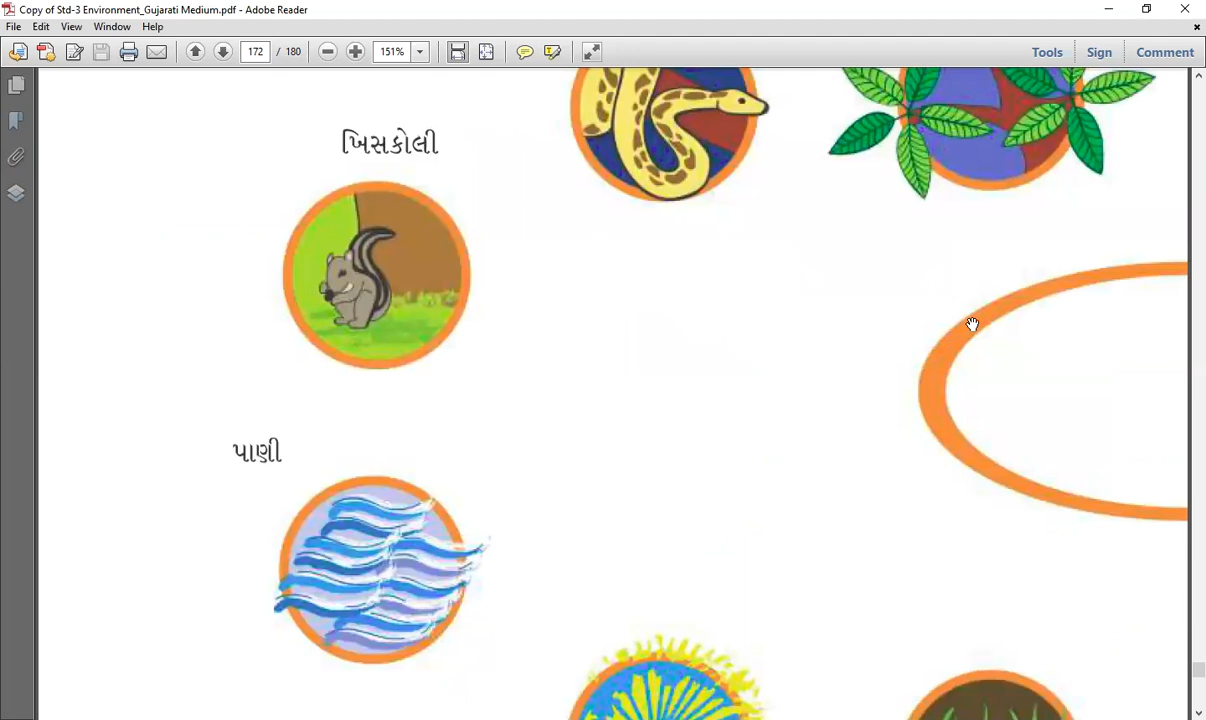 Copy of Std-3 Environment_Gujarati Medium.pdf - Adobe Reader
File Edit View Window Help
172 / 180 151% Tools Sign Comment
ખિસકોલી
પાણી